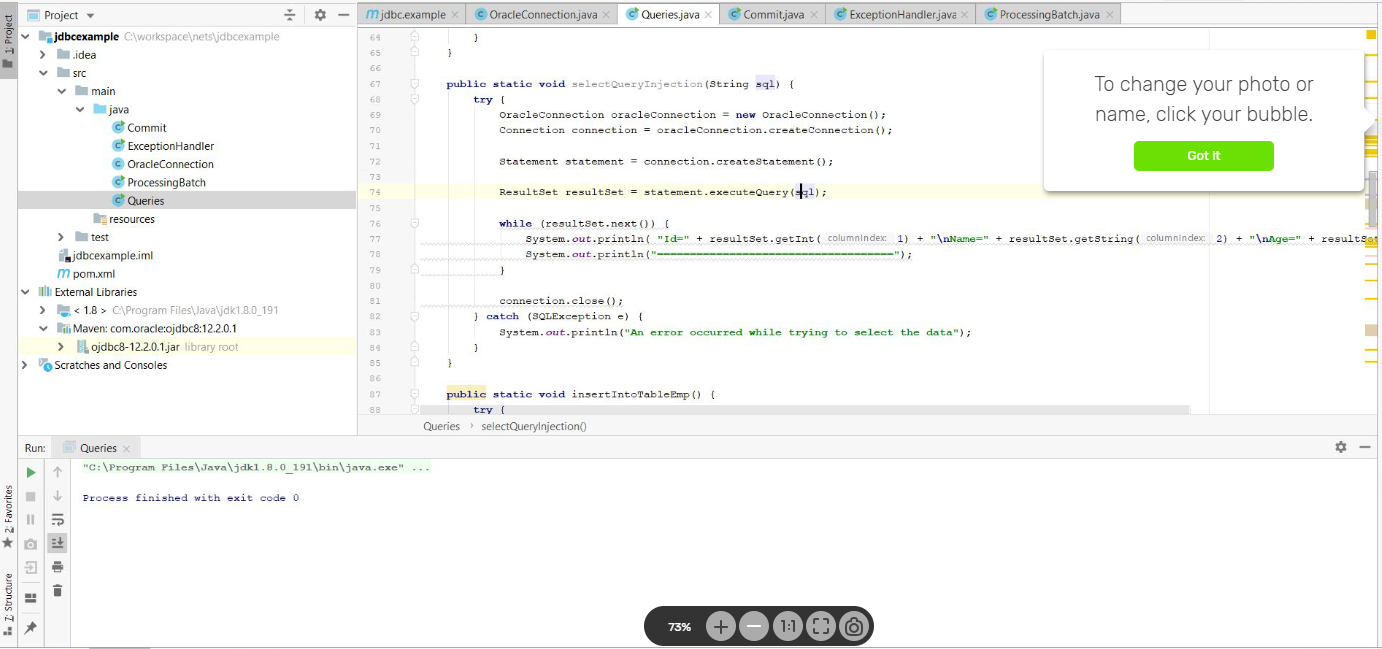 Project
jdbc.example
OracleConnection.java
Queries.java
Commit.java
ExceptionHandler.java
ProcessingBatch.java
1: Project
jdbcexample C:\workspace\nets\jdbcexample
.idea
src
main
java
Commit
ExceptionHandler
OracleConnection
ProcessingBatch
Queries
resources
test
jdbcexample.iml
pom.xml
External Libraries
< 1.8 > C:\Program Files\Java\jdk1.8.0_191
Maven: com.oracle:ojdbc8:12.2.0.1
ojdbc8-12.2.0.1.jar library root
Scratches and Consoles
64 }
65 }
66
67 public static void selectQueryInjection(String sql) {
68 try {
69 OracleConnection oracleConnection = new OracleConnection();
70 Connection connection = oracleConnection.createConnection();
71
72 Statement statement = connection.createStatement();
73
74 ResultSet resultSet = statement.executeQuery(sql);
75
76 while (resultSet.next()) {
77 System.out.println( "Id=" + resultSet.getInt( columnIndex: 1) + "\nName=" + resultSet.getString( columnIndex: 2) + "\nAge=" + resultSet
78 System.out.println("====================================");
79 }
80
81 connection.close();
82 } catch (SQLException e) {
83 System.out.println("An error occurred while trying to select the data");
84 }
85 }
86
87 public static void insertIntoTableEmp() {
88 try {
Queries › selectQueryInjection()
To change your photo or
name, click your bubble.
Got it
Run: Queries
"C:\Program Files\Java\jdk1.8.0_191\bin\java.exe" ...
Process finished with exit code 0
2: Favorites
Z: Structure
73%
1:1